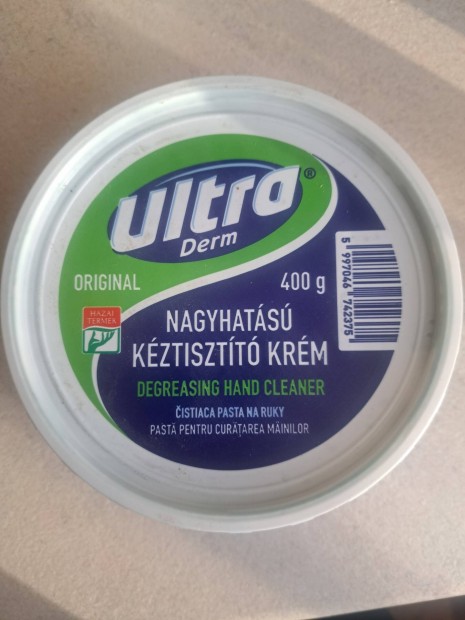 Ultra®
Derm
ORIGINAL
400 g
HAZAI
TERMÉK
NAGYHATÁSÚ
KÉZTISZTÍTÓ KRÉM
DEGREASING HAND CLEANER
ČISTIACA PASTA NA RUKY
PASTĂ PENTRU CURĂȚAREA MÂINILOR
5 997046 742375